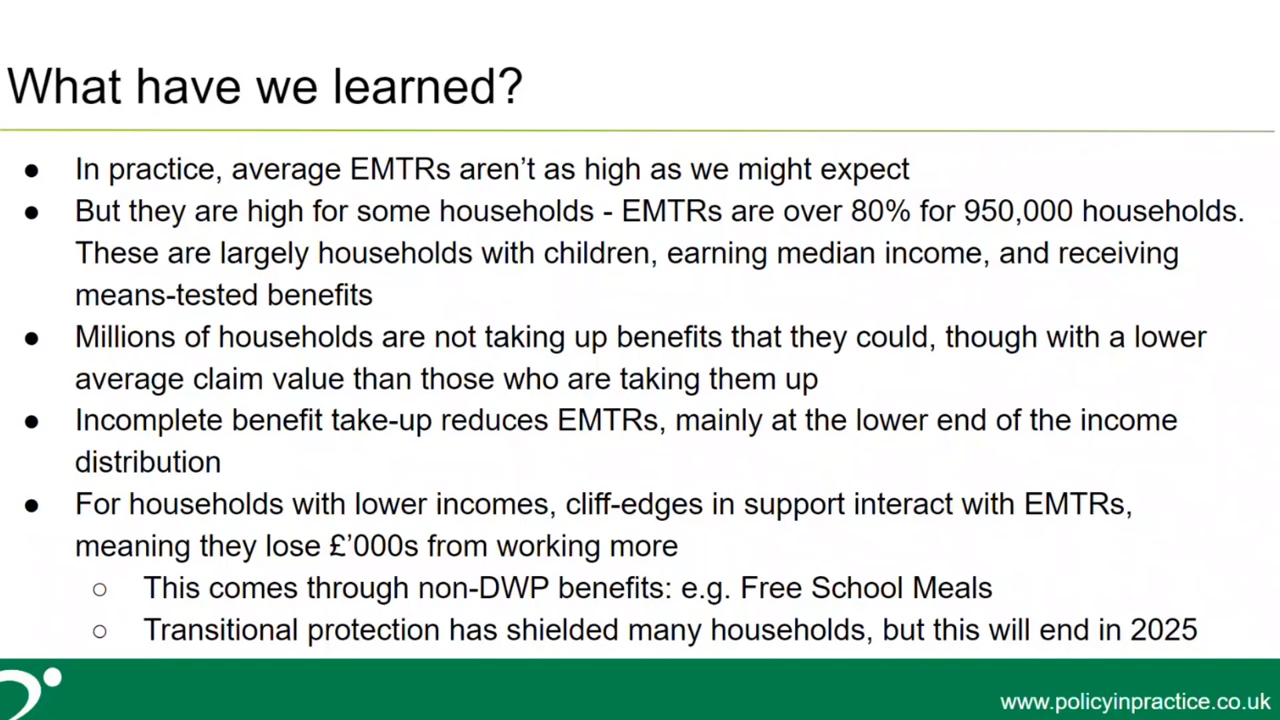 What have we learned?
● In practice, average EMTRs aren’t as high as we might expect
● But they are high for some households - EMTRs are over 80% for 950,000 households.
These are largely households with children, earning median income, and receiving
means-tested benefits
● Millions of households are not taking up benefits that they could, though with a lower
average claim value than those who are taking them up
● Incomplete benefit take-up reduces EMTRs, mainly at the lower end of the income
distribution
● For households with lower incomes, cliff-edges in support interact with EMTRs,
meaning they lose £’000s from working more
○ This comes through non-DWP benefits: e.g. Free School Meals
○ Transitional protection has shielded many households, but this will end in 2025
www.policyinpractice.co.uk